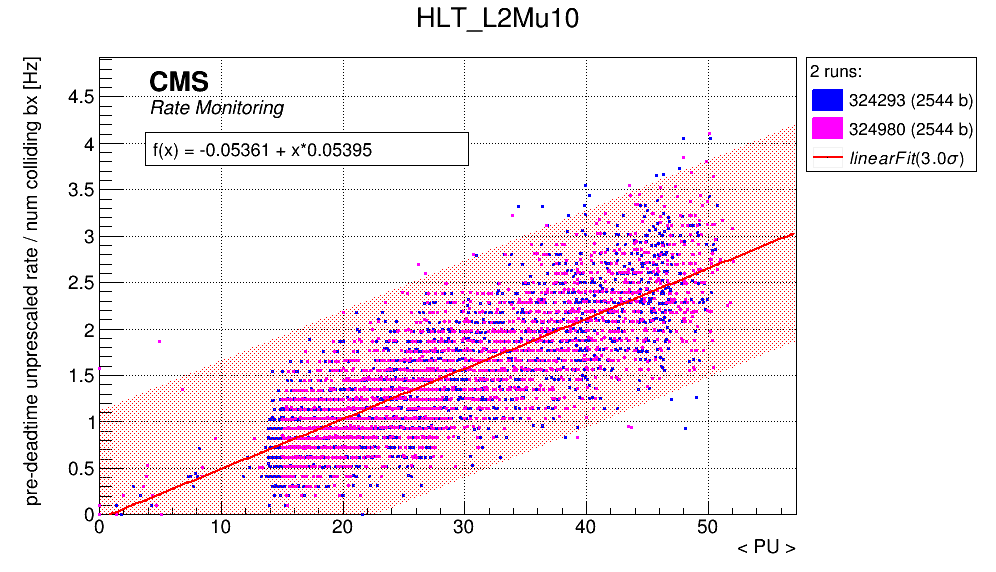 HLT_L2Mu10
pre-deadtime unprescaled rate / num colliding bx [Hz]
CMS
Rate Monitoring
f(x) = -0.05361 + x*0.05395
4.5
4
3.5
3
2.5
2
1.5
1
0.5
0
0 10 20 30 40 50
< PU >
2 runs:
324293 (2544 b)
324980 (2544 b)
linearFit(3.0σ)